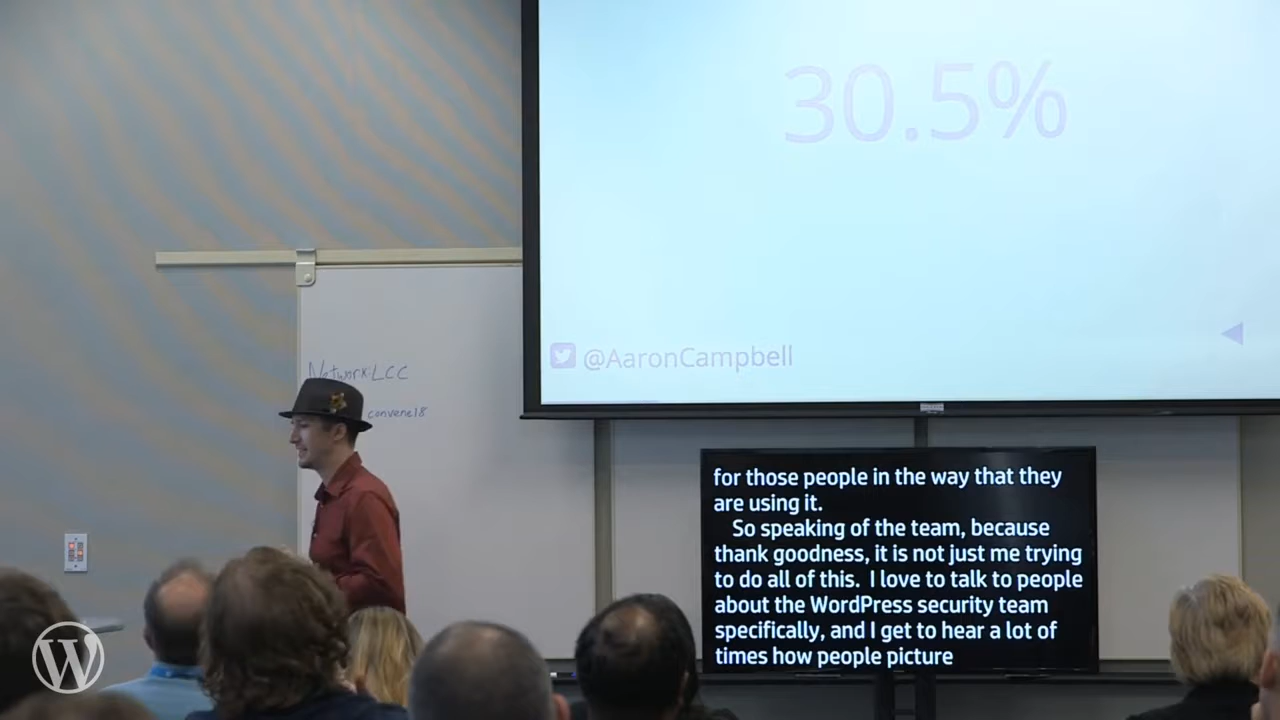 30.5%
@AaronCampbell
Network: LCC
convene18
for those people in the way that they
are using it.
So speaking of the team, because
thank goodness, it is not just me trying
to do all of this. I love to talk to people
about the WordPress security team
specifically, and I get to hear a lot of
times how people picture